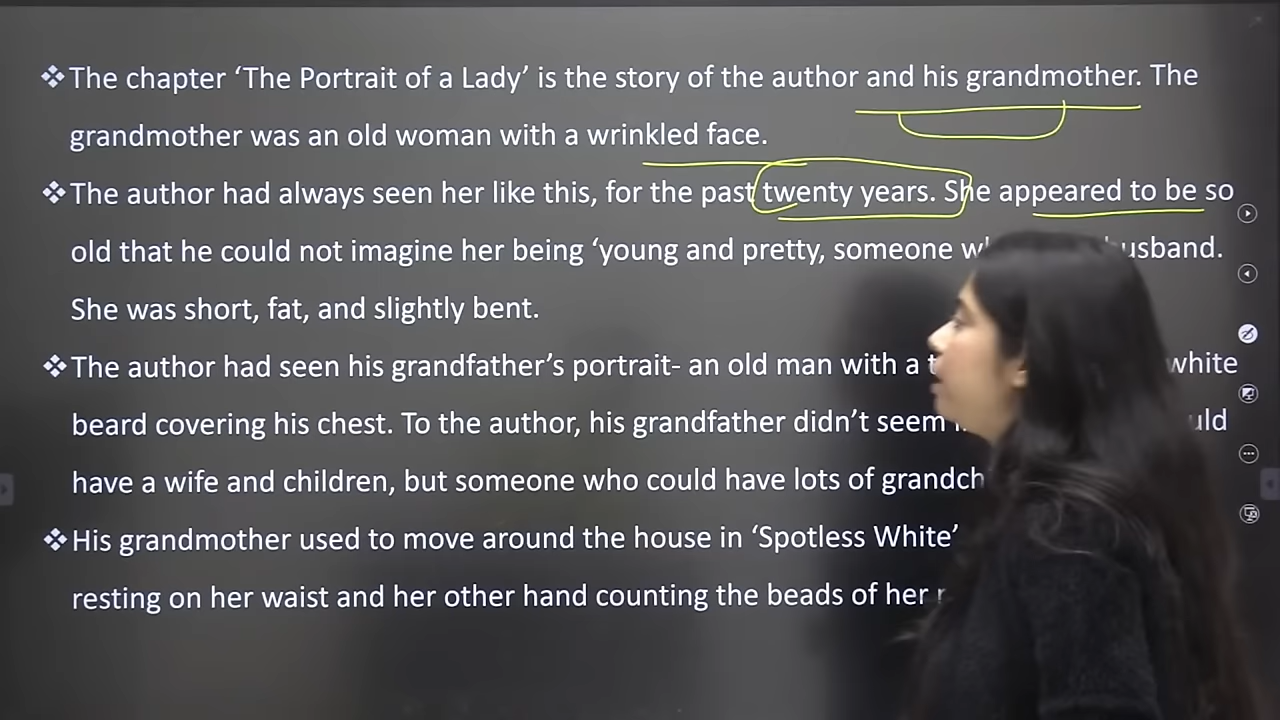 ❖The chapter ‘The Portrait of a Lady’ is the story of the author and his grandmother. The
grandmother was an old woman with a wrinkled face.
❖The author had always seen her like this, for the past twenty years. She appeared to be so
old that he could not imagine her being ‘young and pretty, someone husband.
She was short, fat, and slightly bent.
❖The author had seen his grandfather’s portrait- an old man with a white
beard covering his chest. To the author, his grandfather didn’t seem
have a wife and children, but someone who could have lots of
❖His grandmother used to move around the house in ‘Spotless White’
resting on her waist and her other hand counting the beads of her